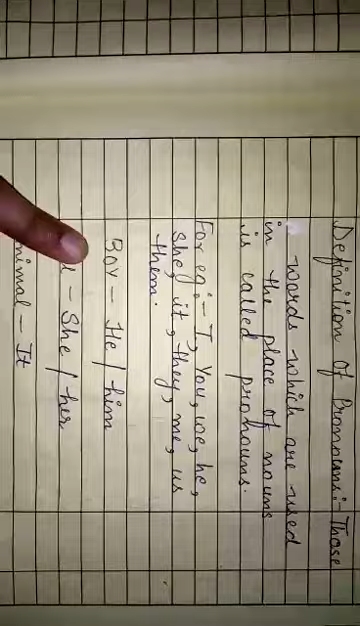 Definition of Pronouns:- Those
words which are used
in the place of nouns
is called pronouns.
For eg:- I, You, we, he,
she, it, they, me, us
them.
Boy - He / him
- She / her
nimal - It